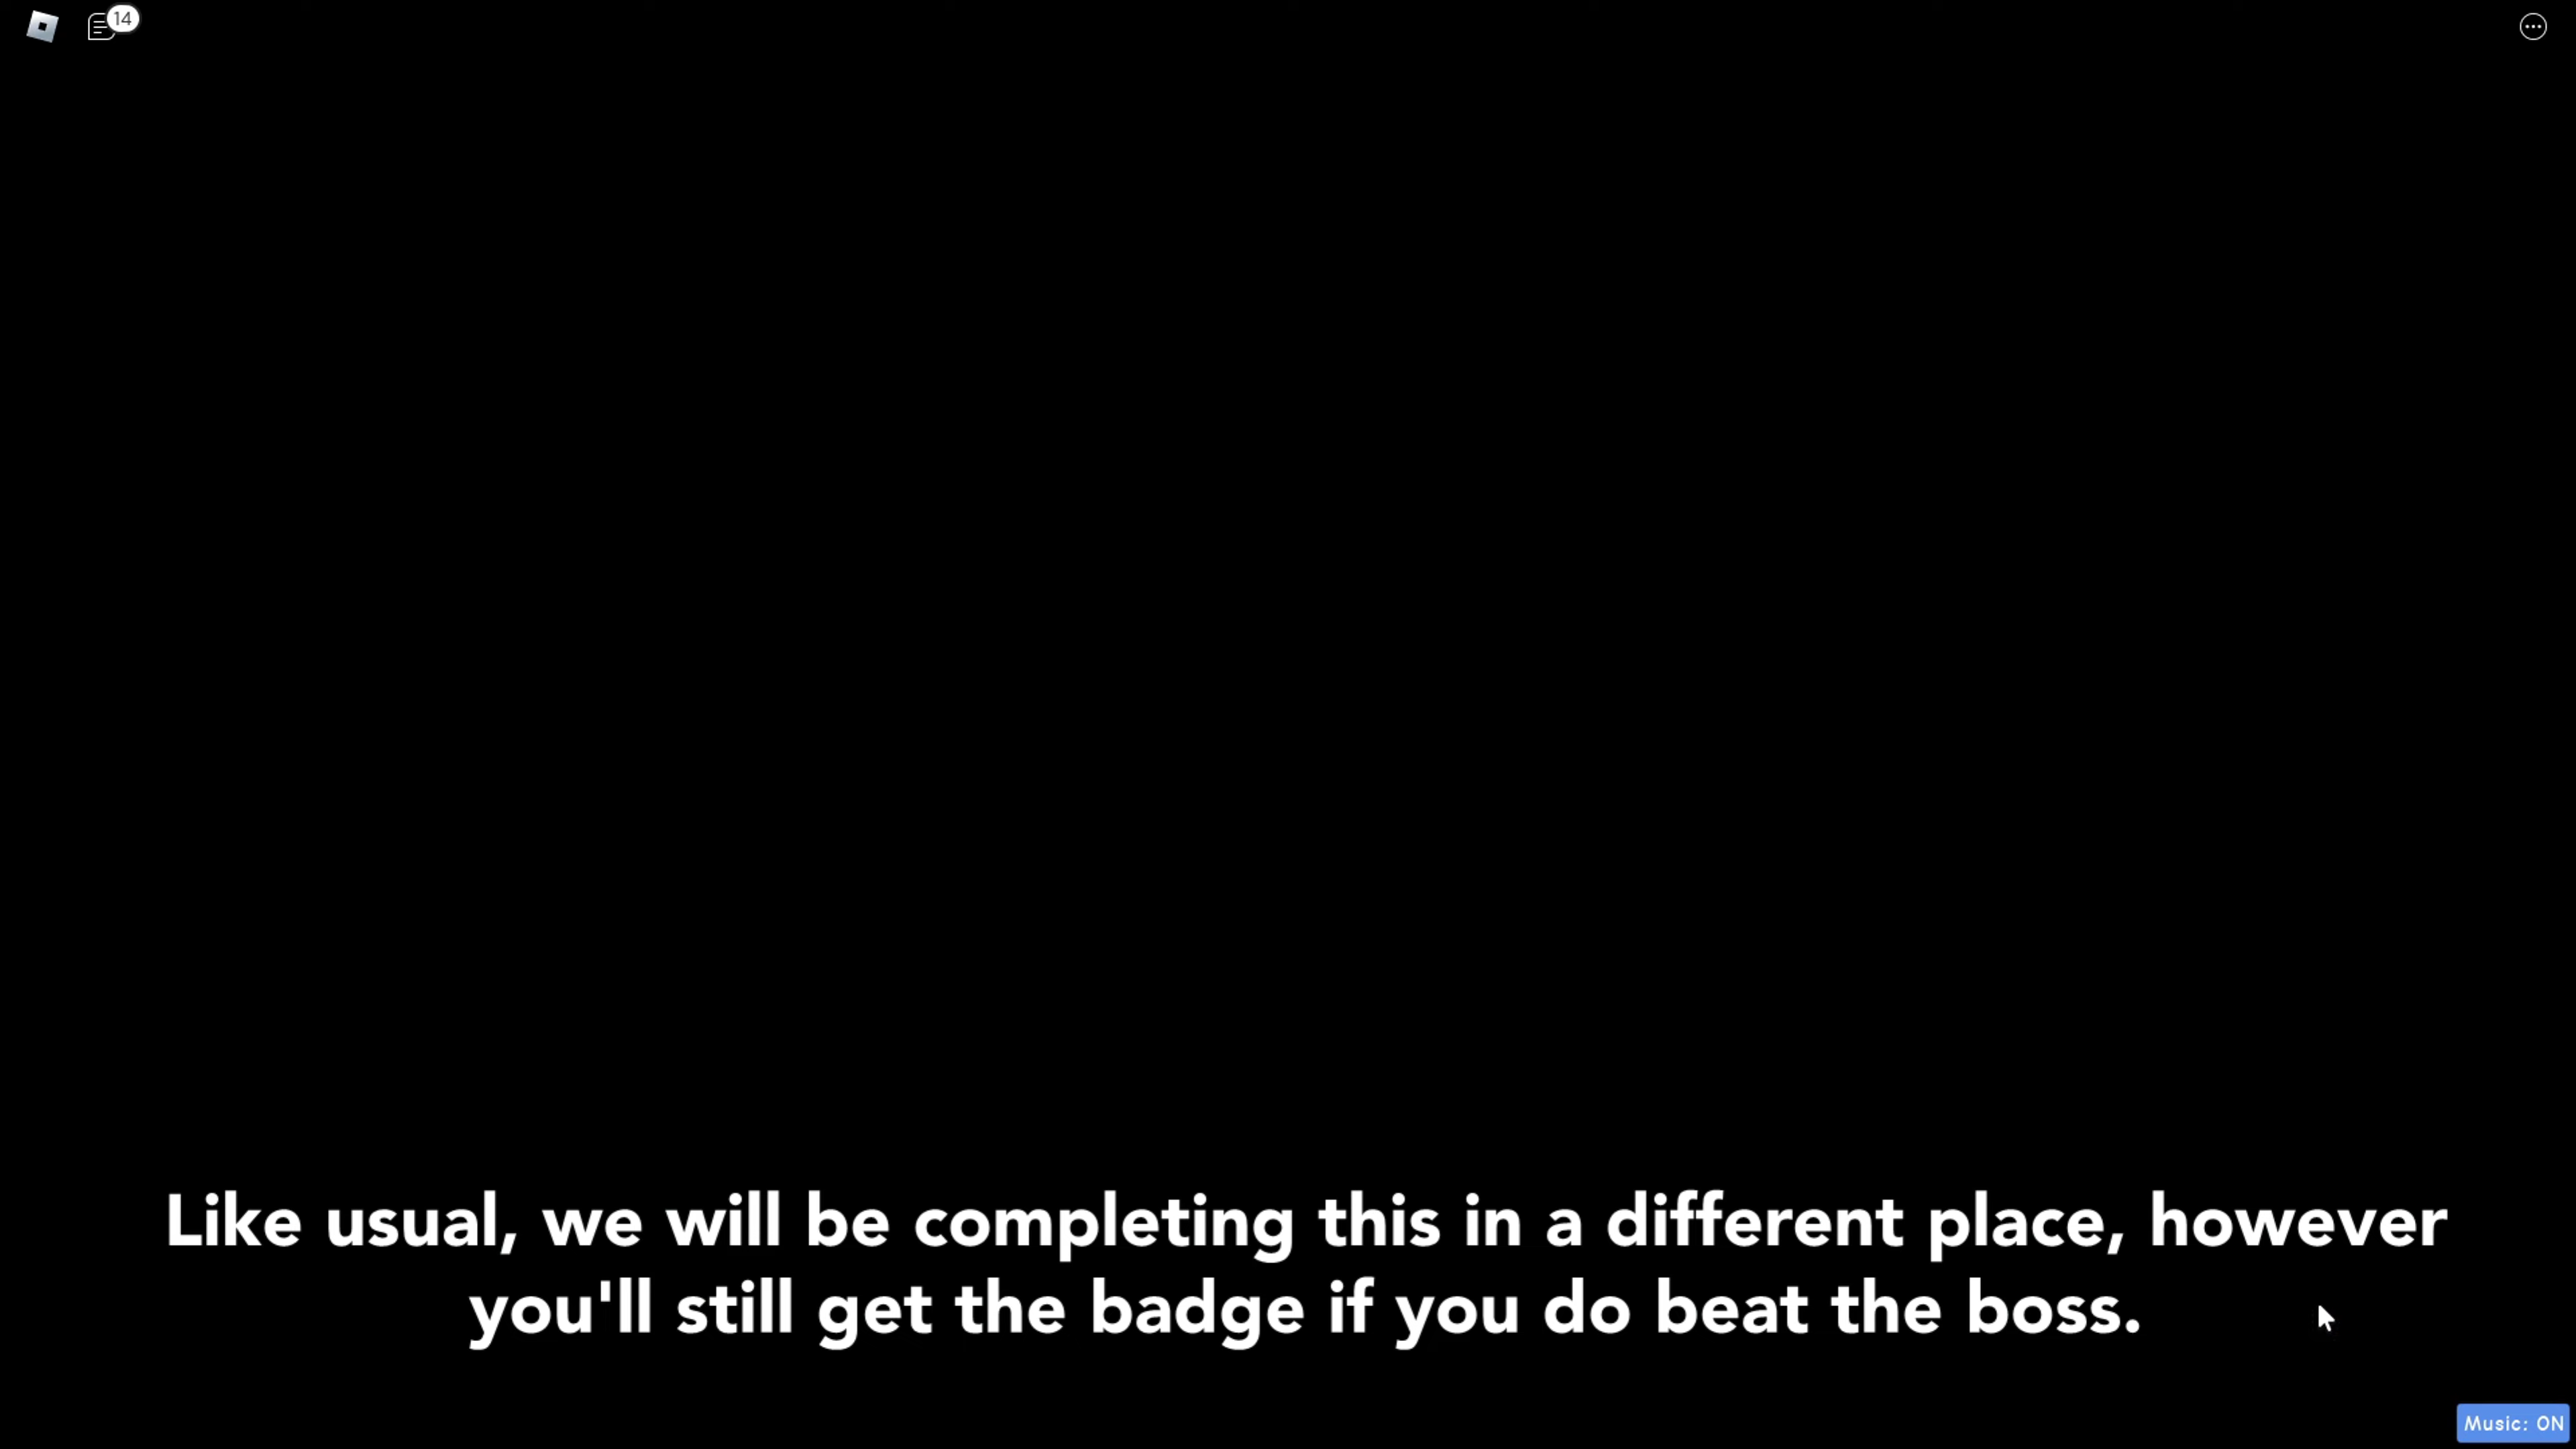 14
Like usual, we will be completing this in a different place, however
you'll still get the badge if you do beat the boss.
Music: ON